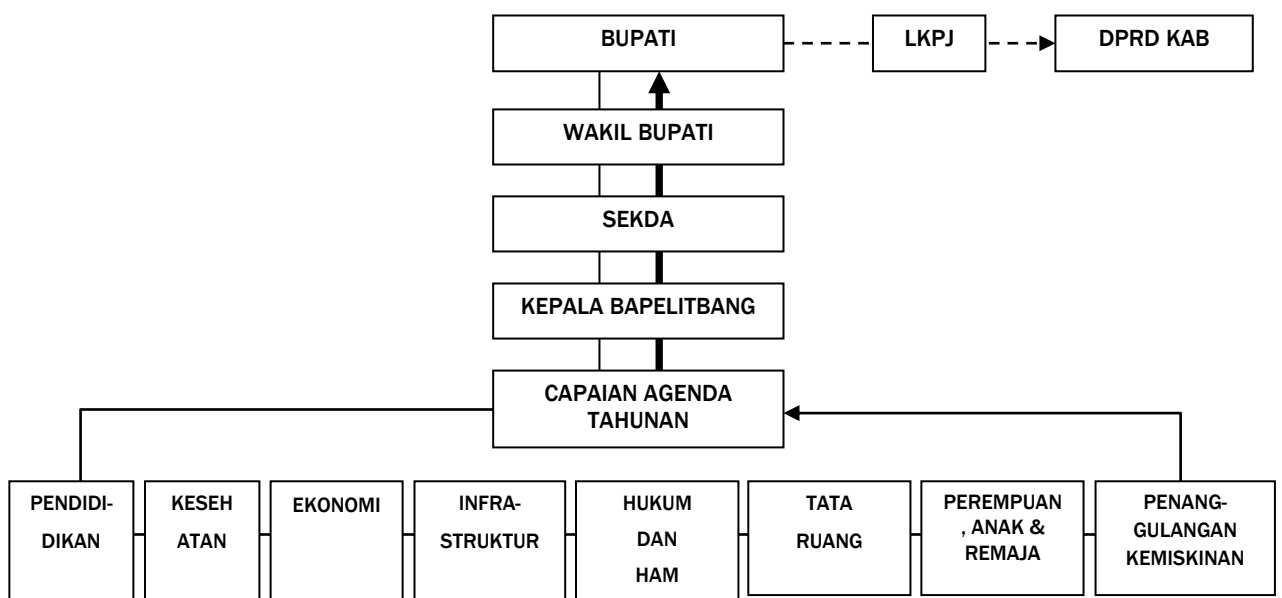 BUPATI
LKPJ
DPRD KAB
WAKIL BUPATI
SEKDA
KEPALA BAPELITBANG
CAPAIAN AGENDA
TAHUNAN
PENDIDI-
DIKAN
KESEH
ATAN
EKONOMI
INFRA-
STRUKTUR
HUKUM
DAN
HAM
TATA
RUANG
PEREMPUAN
, ANAK &
REMAJA
PENANG-
GULANGAN
KEMISKINAN